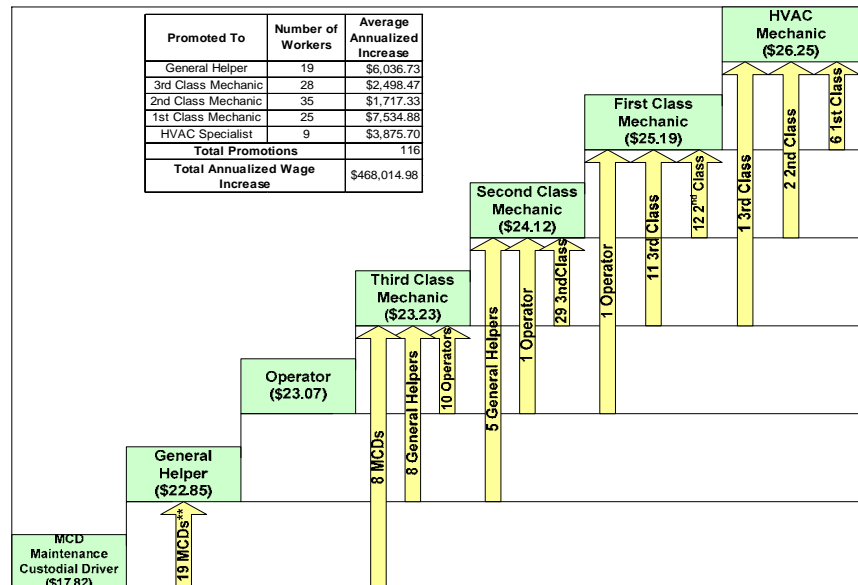 Promoted To Number of Workers Average Annualized Increase
General Helper 19 $6,036.73
3rd Class Mechanic 28 $2,498.47
2nd Class Mechanic 35 $1,717.33
1st Class Mechanic 25 $7,534.88
HVAC Specialist 9 $3,875.70
Total Promotions 116
Total Annualized Wage Increase $468,014.98
HVAC
Mechanic
($26.25)
1 3rd Class
2 2nd Class
6 1st Class
First Class
Mechanic
($25.19)
1 Operator
11 3rd Class
12 2nd Class
Second Class
Mechanic
($24.12)
5 General Helpers
1 Operator
29 3ndClass
Third Class
Mechanic
($23.23)
8 MCDs
8 General Helpers
10 Operators
Operator
($23.07)
General
Helper
($22.85)
19 MCDs**
MCD
Maintenance
Custodial Driver
($17.82)